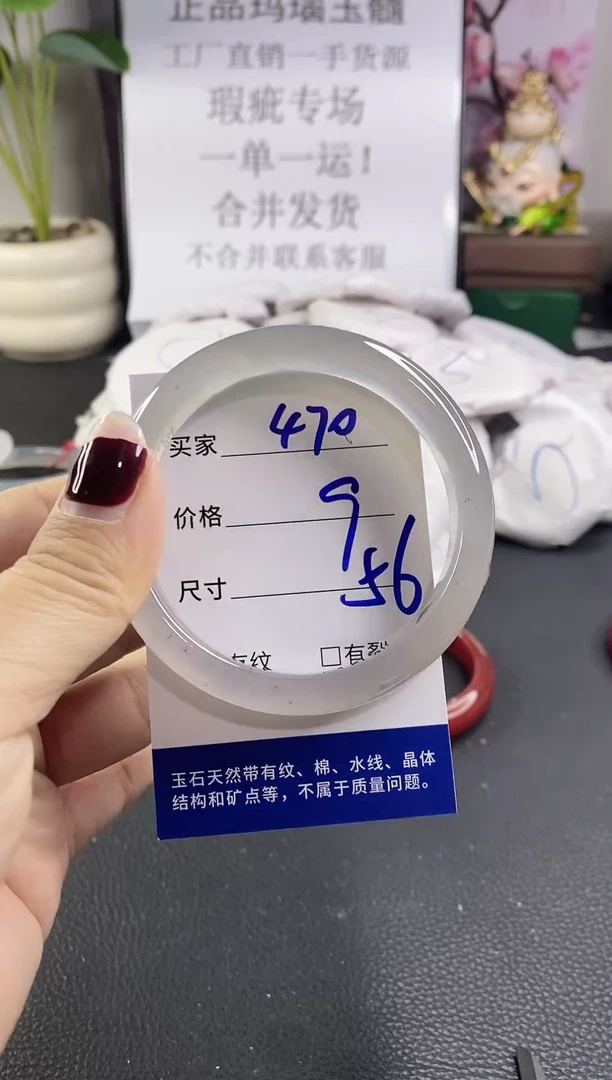 正品玛瑙玉髓
工厂直销一手货源
瑕疵专场
一单一运！
合并发货
不合并联系客服
买家 470
价格 9
尺寸 56
有纹 □有裂
玉石天然带有纹、棉、水线、晶体
结构和矿点等，不属于质量问题。